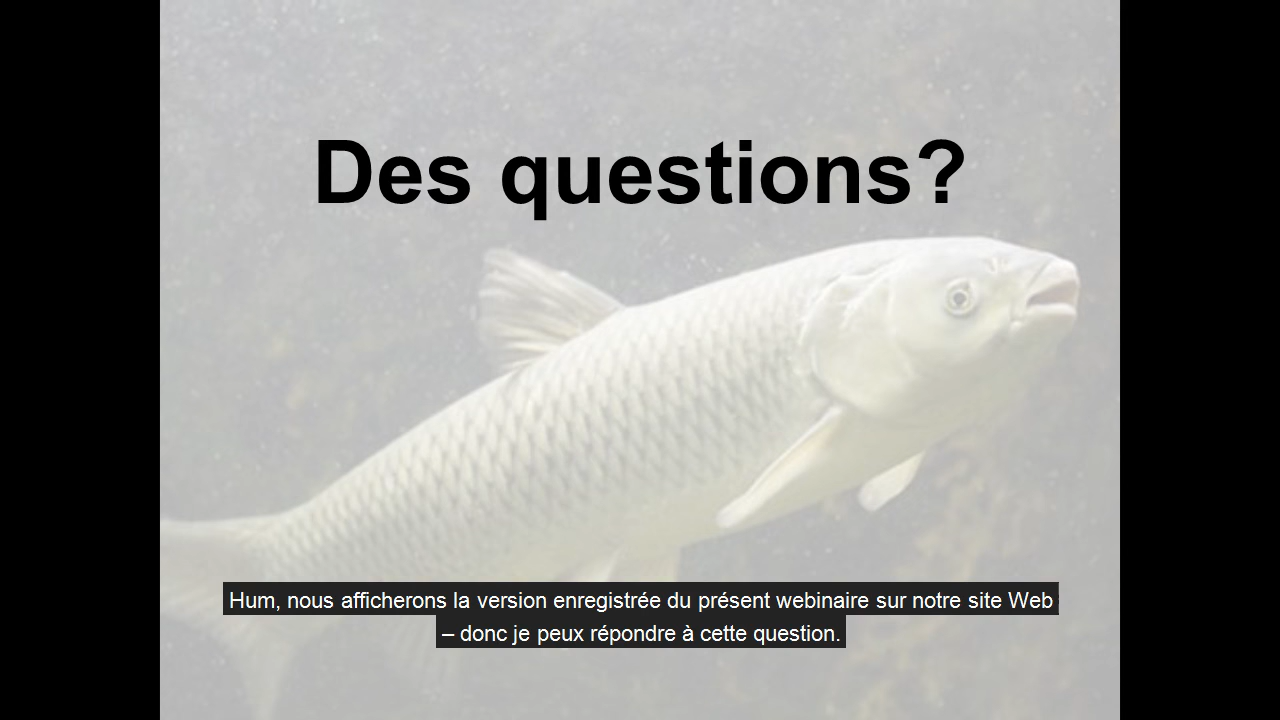 Des questions?
Hum, nous afficherons la version enregistrée du présent webinaire sur notre site Web
– donc je peux répondre à cette question.